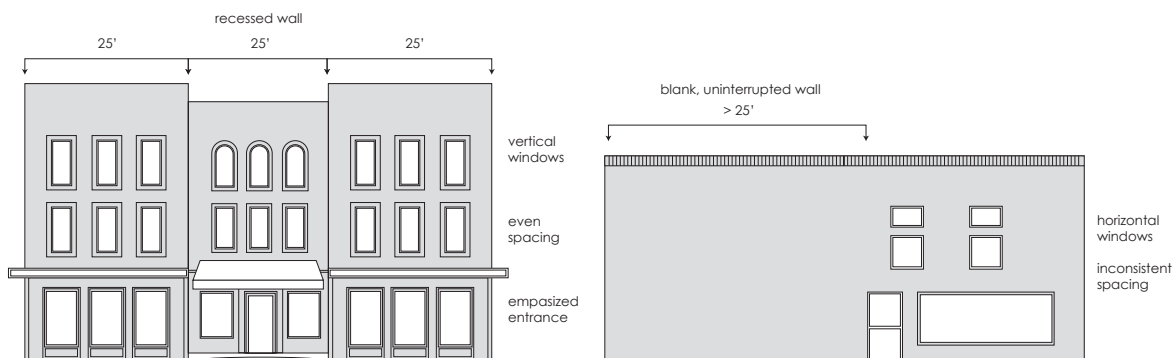 recessed wall
25’ 25’ 25’
vertical
windows
even
spacing
empasized
entrance
blank, uninterrupted wall
> 25’
horizontal
windows
inconsistent
spacing